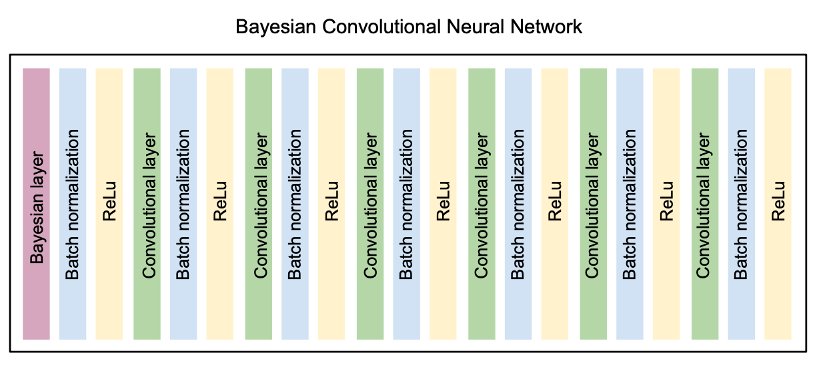 Bayesian Convolutional Neural Network
Bayesian layer
Batch normalization
ReLu
Convolutional layer
Batch normalization
ReLu
Convolutional layer
Batch normalization
ReLu
Convolutional layer
Batch normalization
ReLu
Convolutional layer
Batch normalization
ReLu
Convolutional layer
Batch normalization
ReLu
Convolutional layer
Batch normalization
ReLu